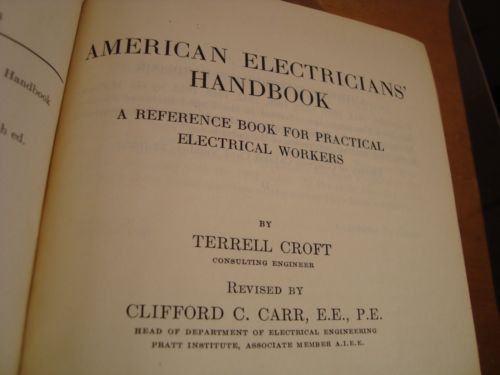 Handbook
h ed.
AMERICAN ELECTRICIANS'
HANDBOOK
A REFERENCE BOOK FOR PRACTICAL
ELECTRICAL WORKERS
BY
TERRELL CROFT
CONSULTING ENGINEER
REVISED BY
CLIFFORD C. CARR, E.E., P.E.
HEAD OF DEPARTMENT OF ELECTRICAL ENGINEERING
PRATT INSTITUTE, ASSOCIATE MEMBER A.I.E.E.